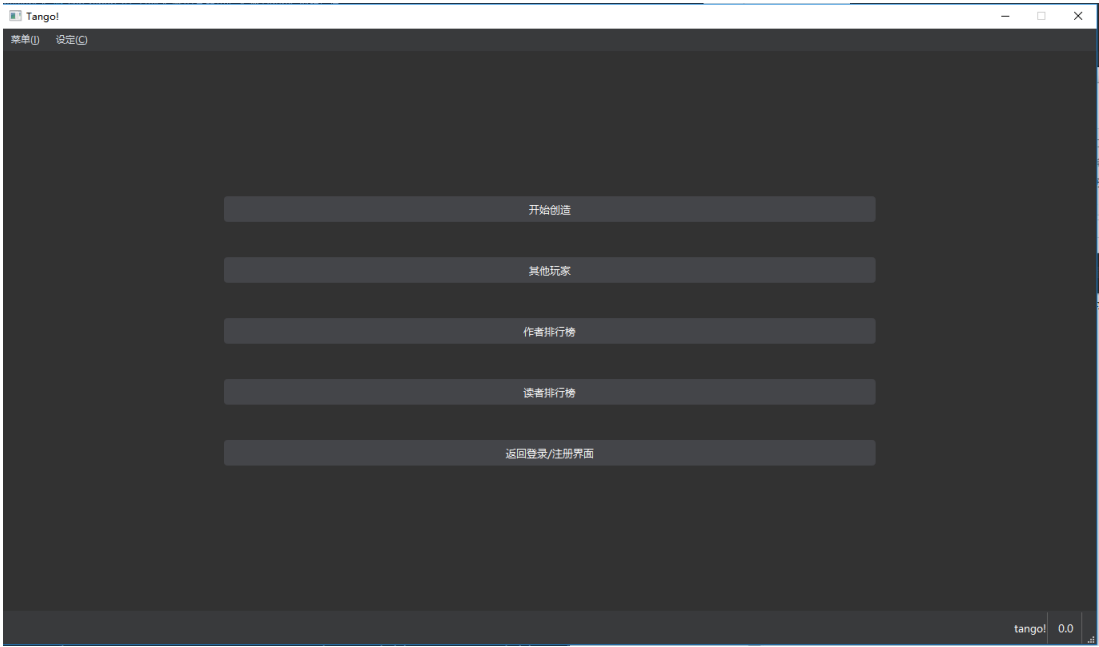 Tango!
菜单(I) 设定(C)
开始创造
其他玩家
作者排行榜
读者排行榜
返回登录/注册界面
tango! 0.0